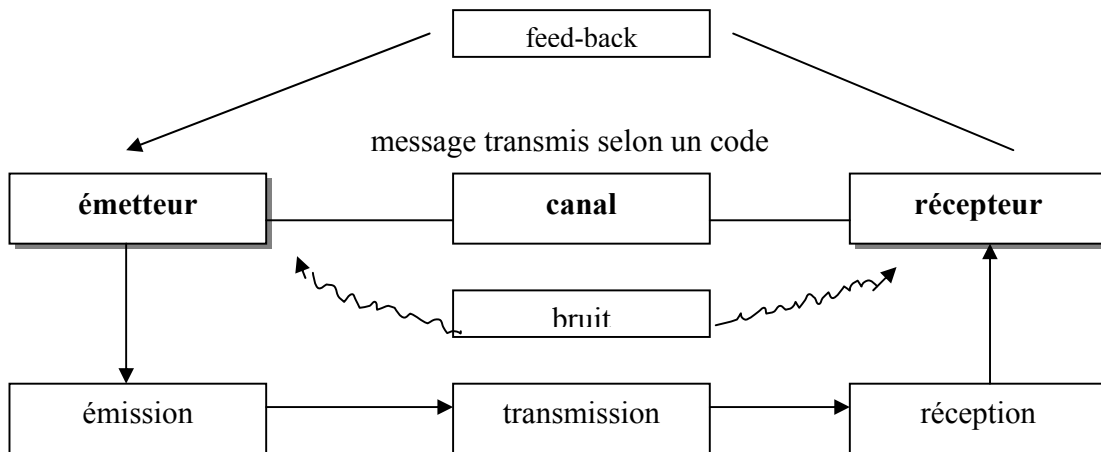 feed-back
message transmis selon un code
émetteur
canal
récepteur
bruit
émission
transmission
réception